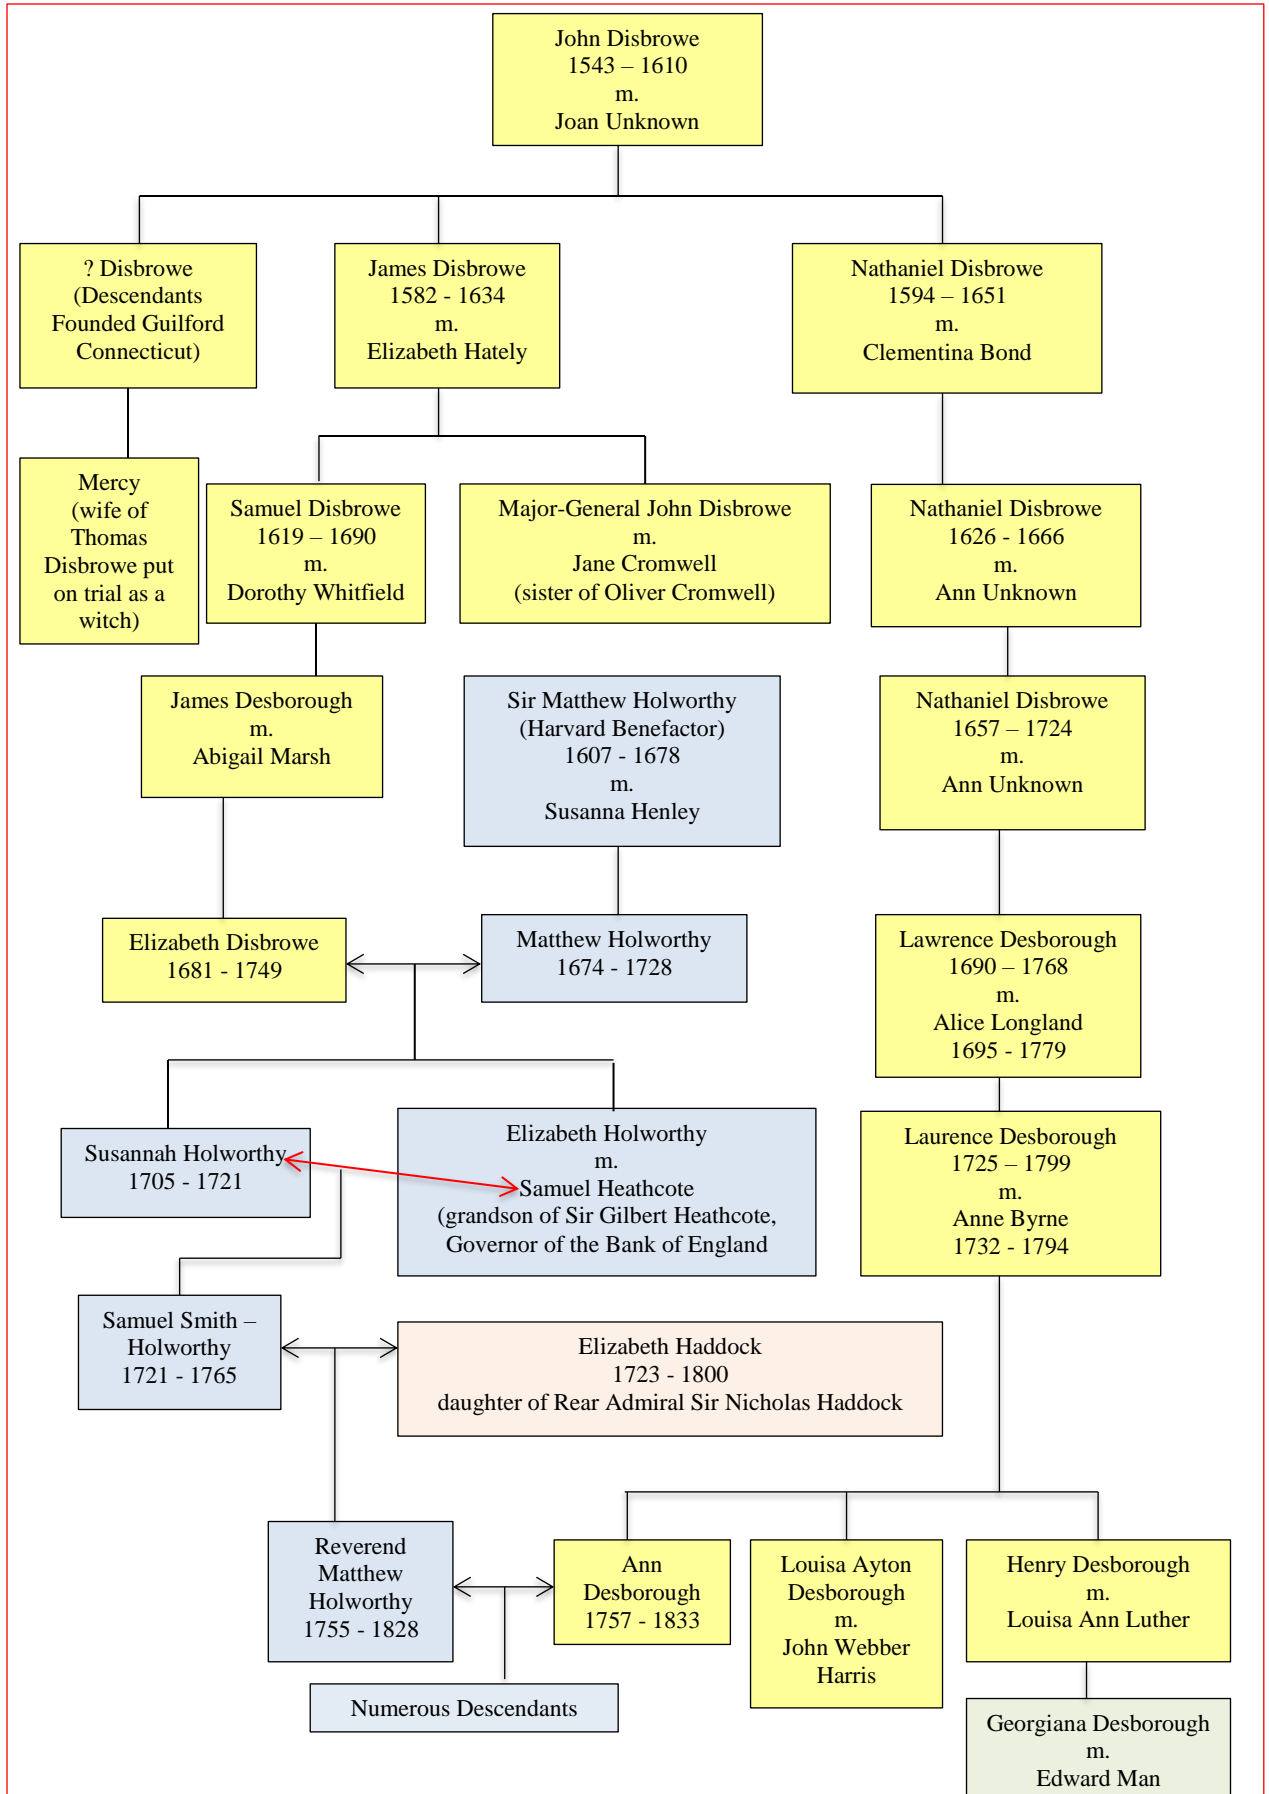 John Disbrowe
1543 – 1610
m.
Joan Unknown
? Disbrowe
(Descendants
Founded Guilford
Connecticut)
James Disbrowe
1582 - 1634
m.
Elizabeth Hately
Nathaniel Disbrowe
1594 – 1651
m.
Clementina Bond
Mercy
(wife of
Thomas
Disbrowe put
on trial as a
witch)
Samuel Disbrowe
1619 – 1690
m.
Dorothy Whitfield
Major-General John Disbrowe
m.
Jane Cromwell
(sister of Oliver Cromwell)
Nathaniel Disbrowe
1626 - 1666
m.
Ann Unknown
James Desborough
m.
Abigail Marsh
Sir Matthew Holworthy
(Harvard Benefactor)
1607 - 1678
m.
Susanna Henley
Nathaniel Disbrowe
1657 – 1724
m.
Ann Unknown
Elizabeth Disbrowe
1681 - 1749
Matthew Holworthy
1674 - 1728
Lawrence Desborough
1690 – 1768
m.
Alice Longland
1695 - 1779
Susannah Holworthy
1705 - 1721
Elizabeth Holworthy
m.
Samuel Heathcote
(grandson of Sir Gilbert Heathcote,
Governor of the Bank of England
Laurence Desborough
1725 – 1799
m.
Anne Byrne
1732 - 1794
Samuel Smith –
Holworthy
1721 - 1765
Elizabeth Haddock
1723 - 1800
daughter of Rear Admiral Sir Nicholas Haddock
Reverend
Matthew
Holworthy
1755 - 1828
Ann
Desborough
1757 - 1833
Louisa Ayton
Desborough
m.
John Webber
Harris
Henry Desborough
m.
Louisa Ann Luther
Numerous Descendants
Georgiana Desborough
m.
Edward Man